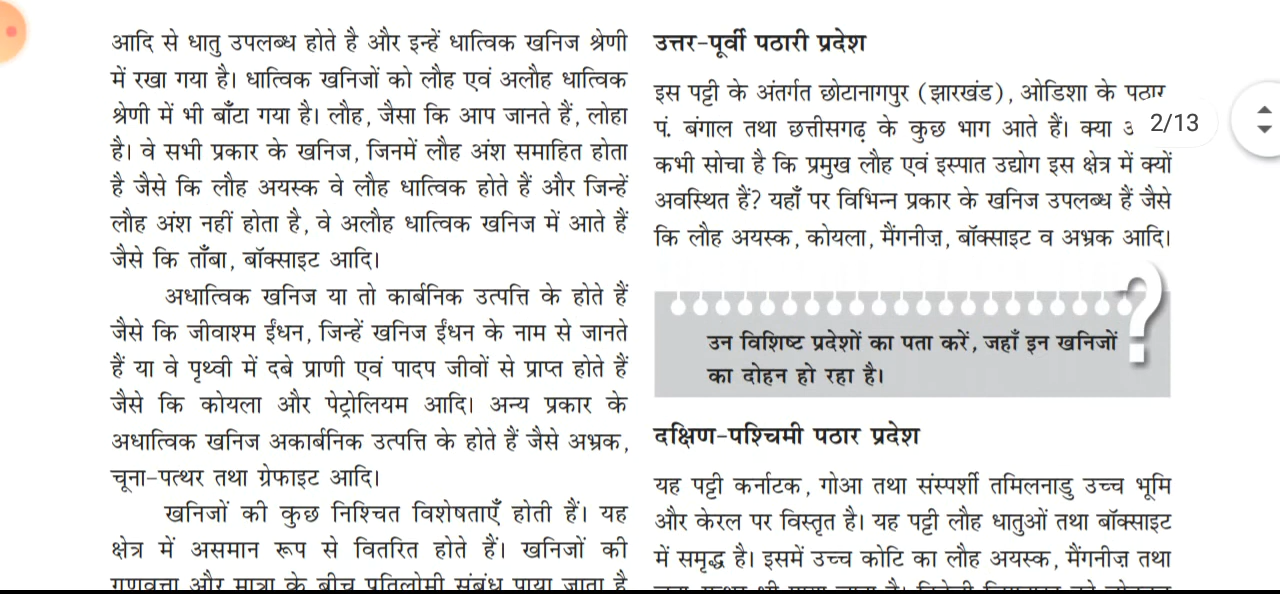 आदि से धातु उपलब्ध होते है और इन्हें धात्विक खनिज श्रेणी
में रखा गया है। धात्विक खनिजों को लौह एवं अलौह धात्विक
श्रेणी में भी बाँटा गया है। लौह, जैसा कि आप जानते हैं, लोहा
है। वे सभी प्रकार के खनिज, जिनमें लौह अंश समाहित होता
है जैसे कि लौह अयस्क वे लौह धात्विक होते हैं और जिन्हें
लौह अंश नहीं होता है, वे अलौह धात्विक खनिज में आते हैं
जैसे कि ताँबा, बॉक्साइट आदि।
अधात्विक खनिज या तो कार्बनिक उत्पत्ति के होते हैं
जैसे कि जीवाश्म ईंधन, जिन्हें खनिज ईंधन के नाम से जानते
हैं या वे पृथ्वी में दबे प्राणी एवं पादप जीवों से प्राप्त होते हैं
जैसे कि कोयला और पेट्रोलियम आदि। अन्य प्रकार के
अधात्विक खनिज अकार्बनिक उत्पत्ति के होते हैं जैसे अभ्रक,
चूना-पत्थर तथा ग्रेफाइट आदि।
खनिजों की कुछ निश्चित विशेषताएँ होती हैं। यह
क्षेत्र में असमान रूप से वितरित होते हैं। खनिजों की
गुणवत्ता और मात्रा के बीच प्रतिलोमी संबंध पाया जाता है
उत्तर-पूर्वी पठारी प्रदेश
इस पट्टी के अंतर्गत छोटानागपुर (झारखंड), ओडिशा के पठार
पं. बंगाल तथा छत्तीसगढ़ के कुछ भाग आते हैं। क्या
2/13
कभी सोचा है कि प्रमुख लौह एवं इस्पात उद्योग इस क्षेत्र में क्यों
अवस्थित हैं? यहाँ पर विभिन्न प्रकार के खनिज उपलब्ध हैं जैसे
कि लौह अयस्क, कोयला, मैंगनीज़, बॉक्साइट व अभ्रक आदि।
?
उन विशिष्ट प्रदेशों का पता करें, जहाँ इन खनिजों
का दोहन हो रहा है।
दक्षिण-पश्चिमी पठार प्रदेश
यह पट्टी कर्नाटक, गोआ तथा संस्पर्शी तमिलनाडु उच्च भूमि
और केरल पर विस्तृत है। यह पट्टी लौह धातुओं तथा बॉक्साइट
में समृद्ध है। इसमें उच्च कोटि का लौह अयस्क, मैंगनीज़ तथा